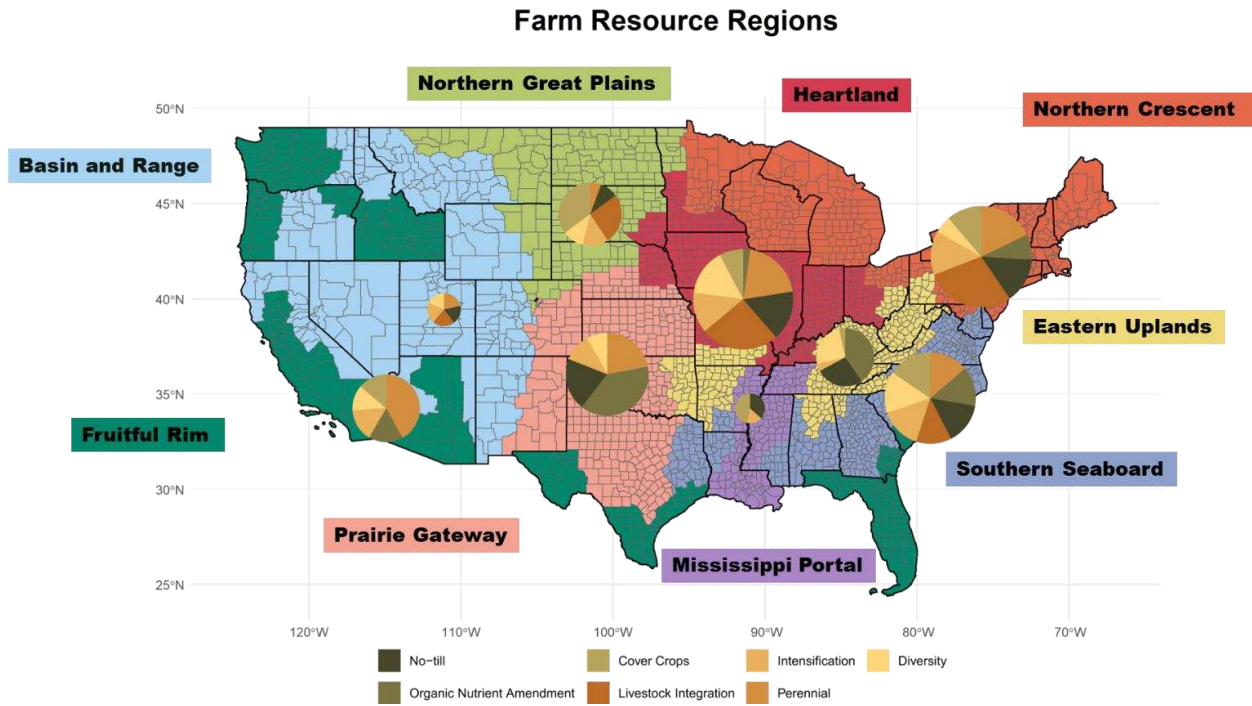 Farm Resource Regions
Northern Great Plains
Heartland
Northern Crescent
Basin and Range
Eastern Uplands
Fruitful Rim
Southern Seaboard
Prairie Gateway
Mississippi Portal
50°N
45°N
40°N
35°N
30°N
25°N
120°W
110°W
100°W
90°W
80°W
70°W
No−till
Cover Crops
Intensification
Diversity
Organic Nutrient Amendment
Livestock Integration
Perennial